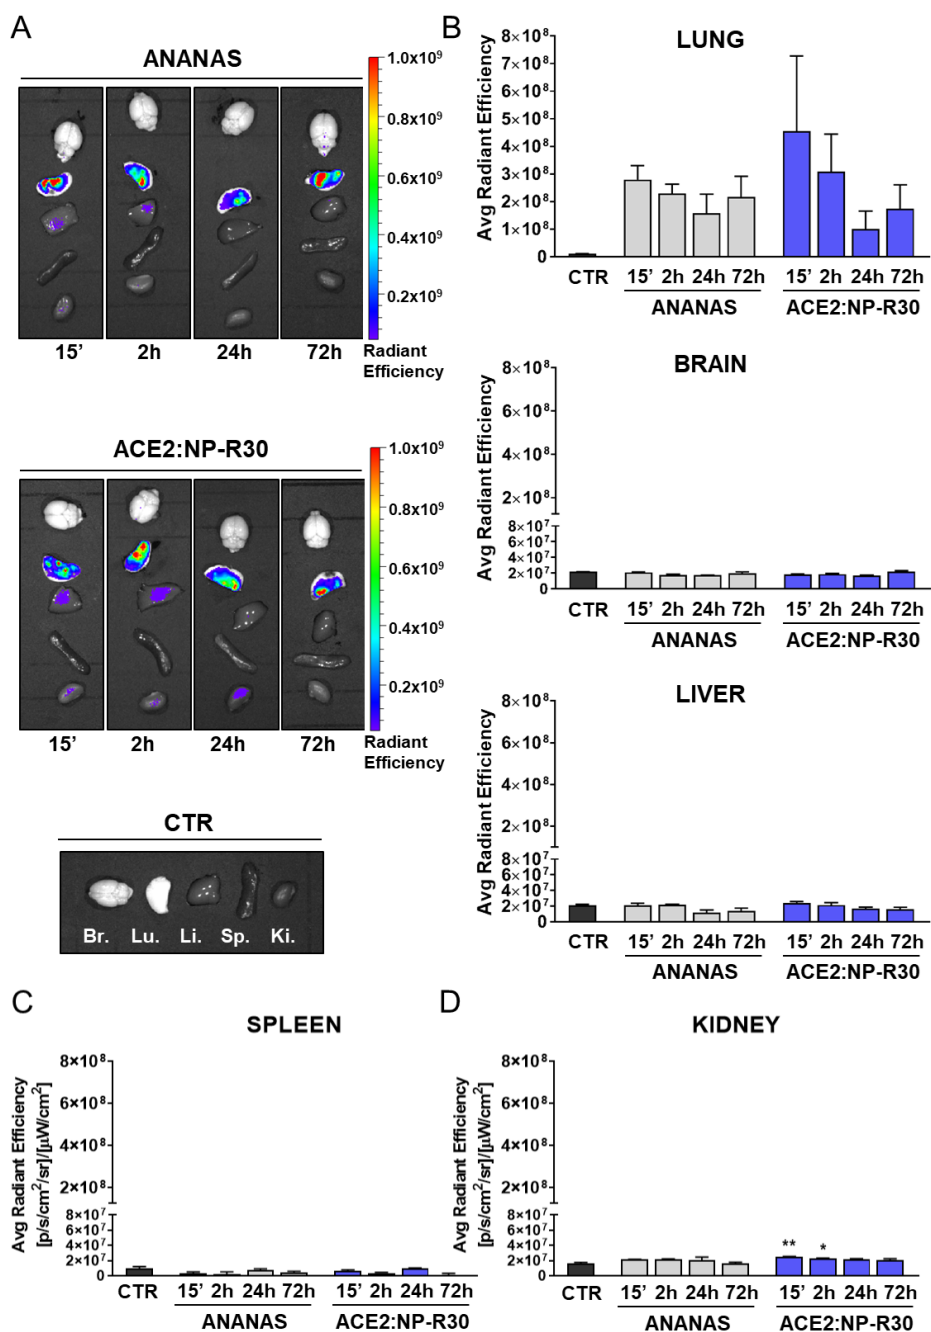 A
ANANAS
1.0x10⁹
0.8x10⁹
0.6x10⁹
0.4x10⁹
0.2x10⁹
15’ 2h 24h 72h
Radiant
Efficiency
ACE2:NP-R30
1.0x10⁹
0.8x10⁹
0.6x10⁹
0.4x10⁹
0.2x10⁹
15’ 2h 24h 72h
Radiant
Efficiency
CTR
Br. Lu. Li. Sp. Ki.
B
LUNG
Avg Radiant Efficiency
8×10⁸
7×10⁸
6×10⁸
5×10⁸
4×10⁸
3×10⁸
2×10⁸
1×10⁸
0
CTR 15’ 2h 24h 72h 15’ 2h 24h 72h
ANANAS ACE2:NP-R30
BRAIN
Avg Radiant Efficiency
8×10⁸
6×10⁸
4×10⁸
2×10⁸
8×10⁷
6×10⁷
4×10⁷
2×10⁷
0
CTR 15’ 2h 24h 72h 15’ 2h 24h 72h
ANANAS ACE2:NP-R30
LIVER
Avg Radiant Efficiency
8×10⁸
6×10⁸
4×10⁸
2×10⁸
8×10⁷
6×10⁷
4×10⁷
2×10⁷
0
CTR 15’ 2h 24h 72h 15’ 2h 24h 72h
ANANAS ACE2:NP-R30
C
SPLEEN
Avg Radiant Efficiency
[p/s/cm²/sr]/[µW/cm²]
8×10⁸
6×10⁸
4×10⁸
2×10⁸
8×10⁷
6×10⁷
4×10⁷
2×10⁷
0
CTR 15’ 2h 24h 72h 15’ 2h 24h 72h
ANANAS ACE2:NP-R30
D
KIDNEY
Avg Radiant Efficiency
[p/s/cm²/sr]/[µW/cm²]
8×10⁸
6×10⁸
4×10⁸
2×10⁸
8×10⁷
6×10⁷
4×10⁷
2×10⁷
0
** *
CTR 15’ 2h 24h 72h 15’ 2h 24h 72h
ANANAS ACE2:NP-R30